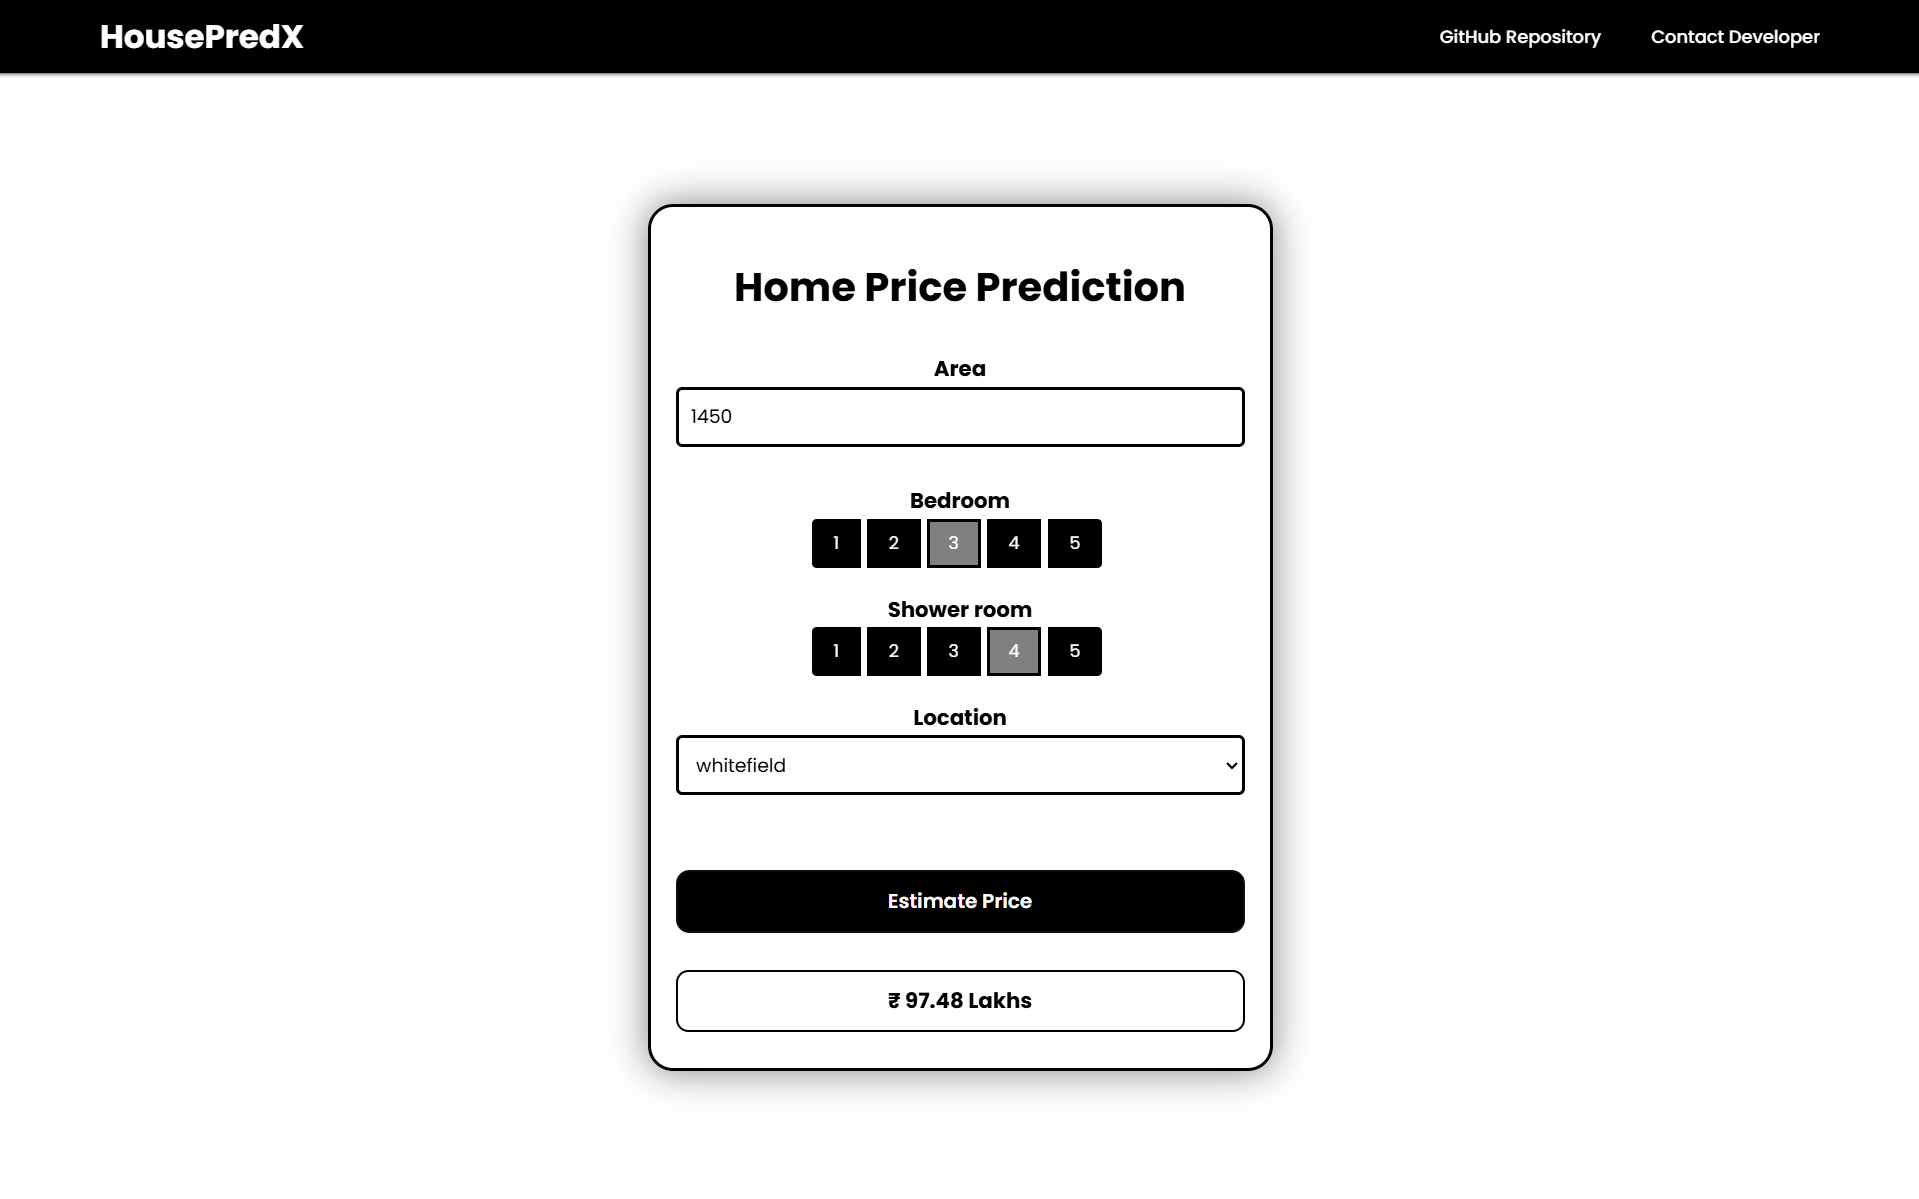 HousePredX
GitHub Repository Contact Developer
Home Price Prediction
Area
1450
Bedroom
1 2 3 4 5
Shower room
1 2 3 4 5
Location
whitefield
Estimate Price
₹ 97.48 Lakhs